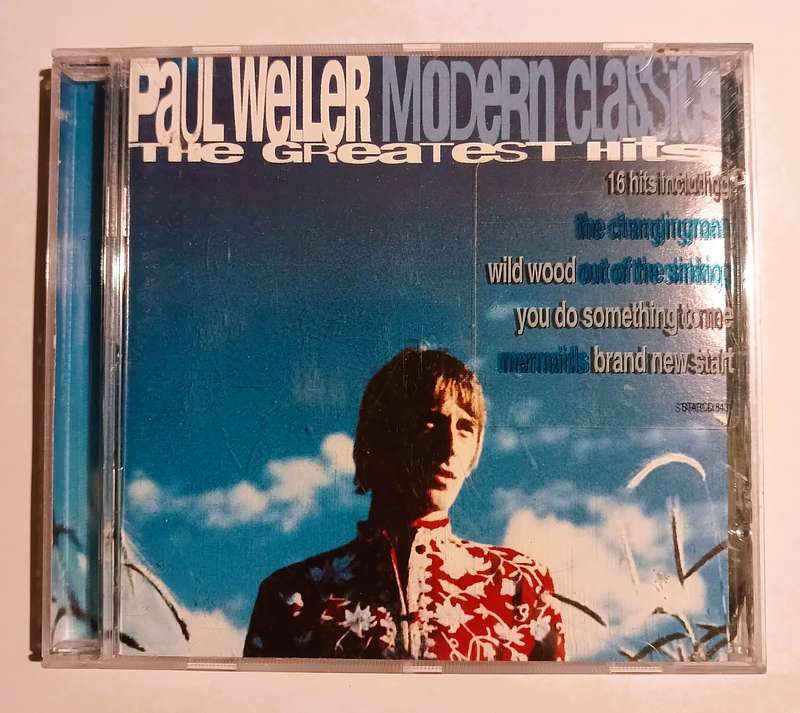 PAUL WELLER MODERN CLASSICS
THE GREATEST HITS
16 hits including
the changingman
wild wood out of the sinking
you do something to me
mermaids brand new start